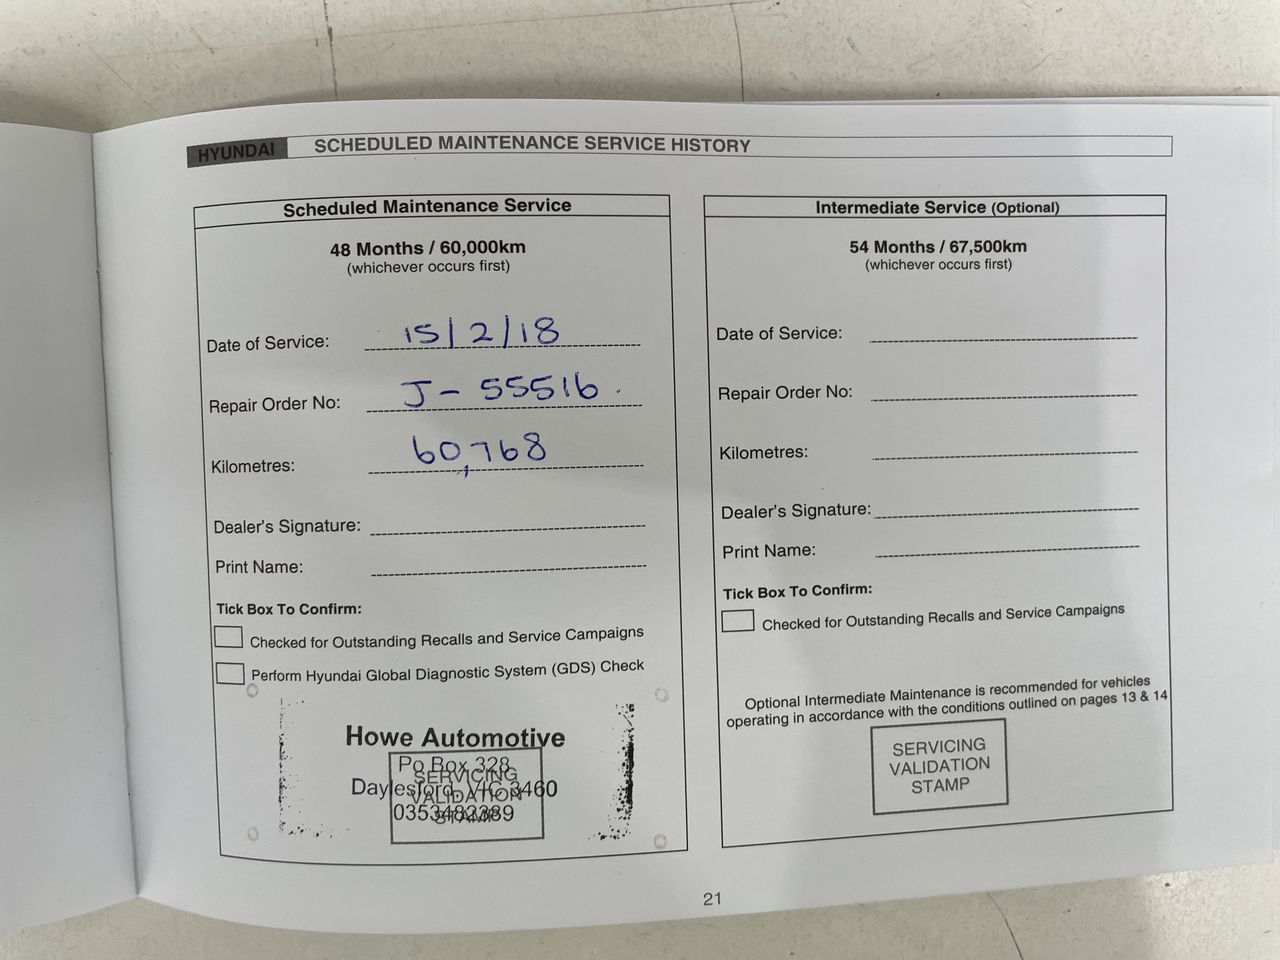 HYUNDAI SCHEDULED MAINTENANCE SERVICE HISTORY
Scheduled Maintenance Service
48 Months / 60,000km
(whichever occurs first)
Date of Service: 15/2/18
Repair Order No: J - 55516.
Kilometres: 60,768
Dealer's Signature:
Print Name:
Tick Box To Confirm:
Checked for Outstanding Recalls and Service Campaigns
Perform Hyundai Global Diagnostic System (GDS) Check
Howe Automotive
Po Box 328
Daylesford VIC 3460
0353482389
SERVICING
VALIDATION
STAMP
Intermediate Service (Optional)
54 Months / 67,500km
(whichever occurs first)
Date of Service:
Repair Order No:
Kilometres:
Dealer's Signature:
Print Name:
Tick Box To Confirm:
Checked for Outstanding Recalls and Service Campaigns
Optional Intermediate Maintenance is recommended for vehicles
operating in accordance with the conditions outlined on pages 13 & 14
SERVICING
VALIDATION
STAMP
21